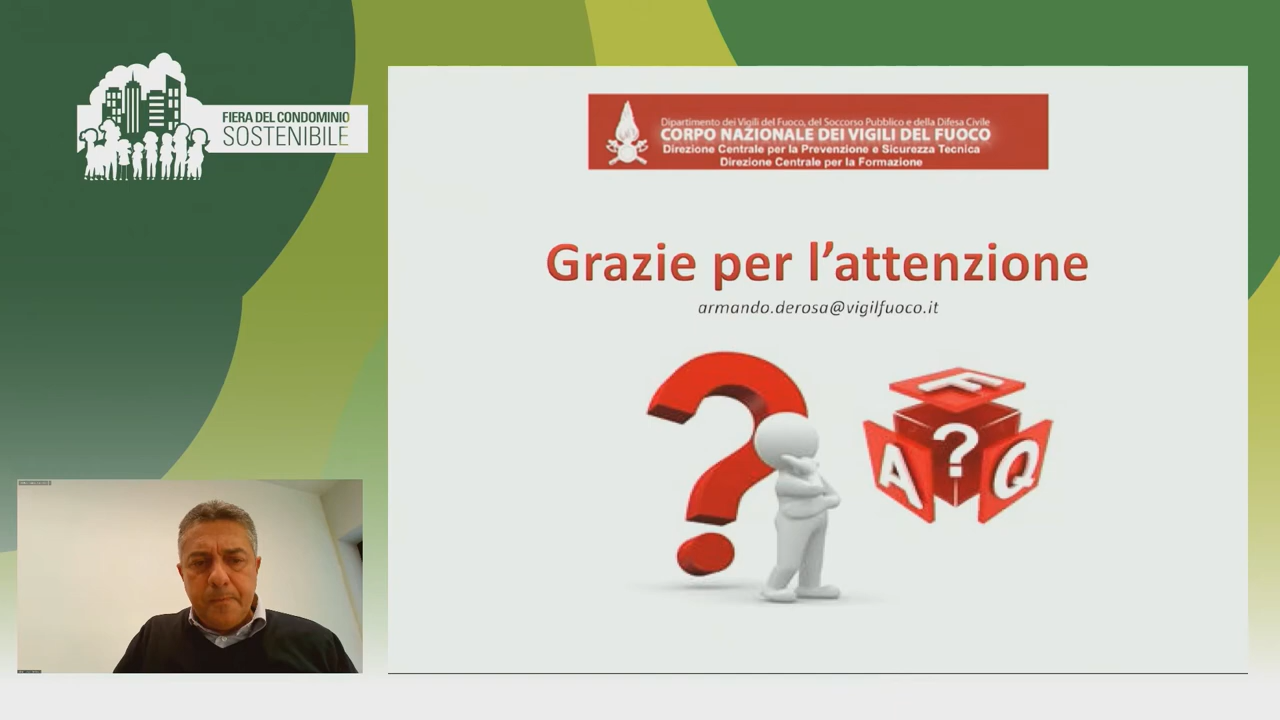 FIERA DEL CONDOMINIO
SOSTENIBILE
Dipartimento dei Vigili del Fuoco, del Soccorso Pubblico e della Difesa Civile
CORPO NAZIONALE DEI VIGILI DEL FUOCO
Direzione Centrale per la Prevenzione e Sicurezza Tecnica
Direzione Centrale per la Formazione
Grazie per l’attenzione
armando.derosa@vigilfuoco.it
F
A ? Q